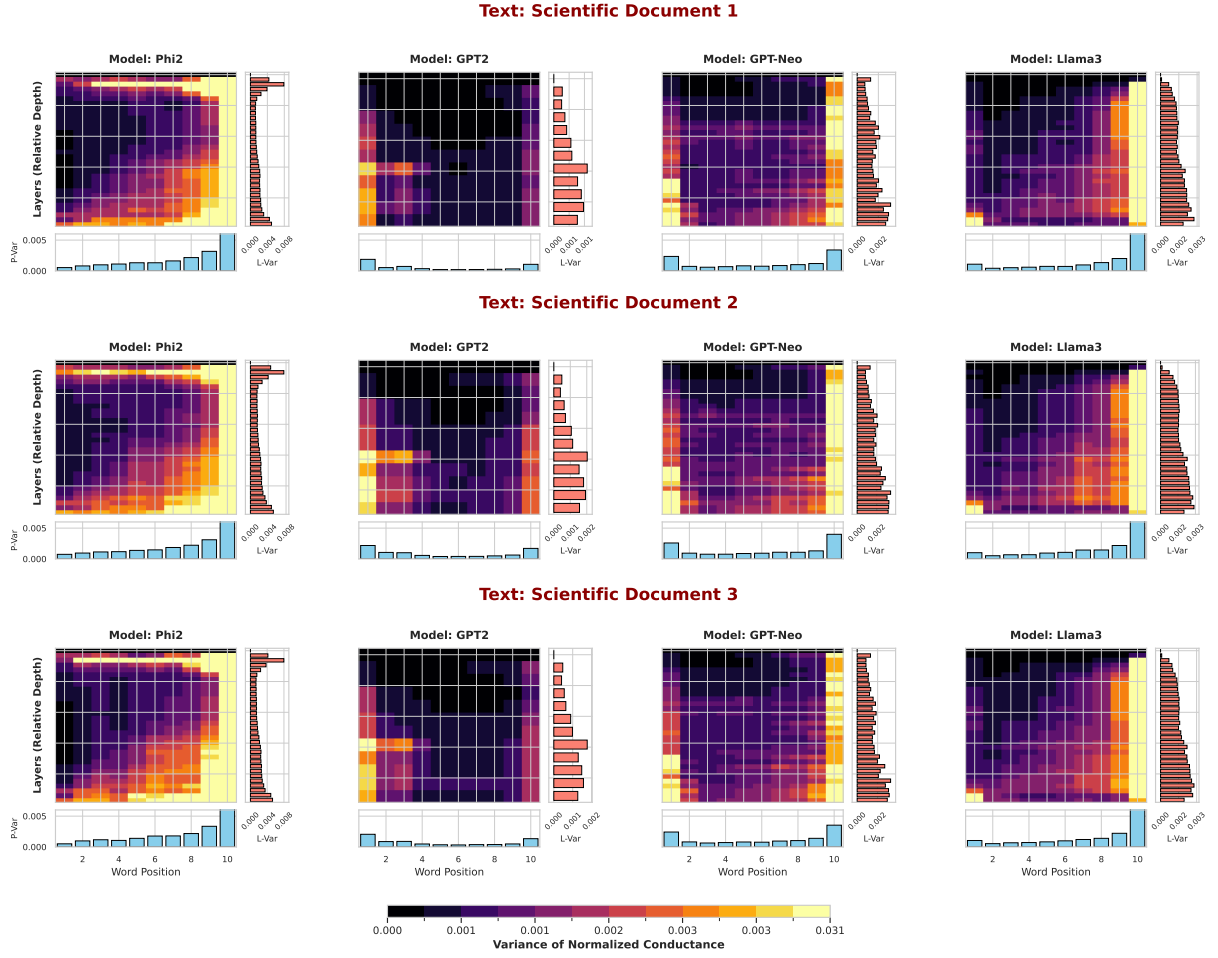 Text: Scientific Document 1
Model: Phi2
Model: GPT2
Model: GPT-Neo
Model: Llama3
Layers (Relative Depth)
0.000 0.004 0.008
L-Var
0.000 0.001 0.001
L-Var
0.000 0.002
L-Var
0.000 0.002 0.003
L-Var
P-Var
0.005
0.000
Text: Scientific Document 2
Model: Phi2
Model: GPT2
Model: GPT-Neo
Model: Llama3
Layers (Relative Depth)
0.000 0.004 0.008
L-Var
0.000 0.001 0.002
L-Var
0.000 0.002
L-Var
0.000 0.002 0.003
L-Var
P-Var
0.005
0.000
Text: Scientific Document 3
Model: Phi2
Model: GPT2
Model: GPT-Neo
Model: Llama3
Layers (Relative Depth)
0.000 0.004 0.008
L-Var
0.000 0.001 0.002
L-Var
0.000 0.002
L-Var
0.000 0.002 0.003
L-Var
P-Var
0.005
0.000
2 4 6 8 10
Word Position
2 4 6 8 10
Word Position
2 4 6 8 10
Word Position
2 4 6 8 10
Word Position
0.000 0.001 0.001 0.002 0.003 0.003 0.031
Variance of Normalized Conductance